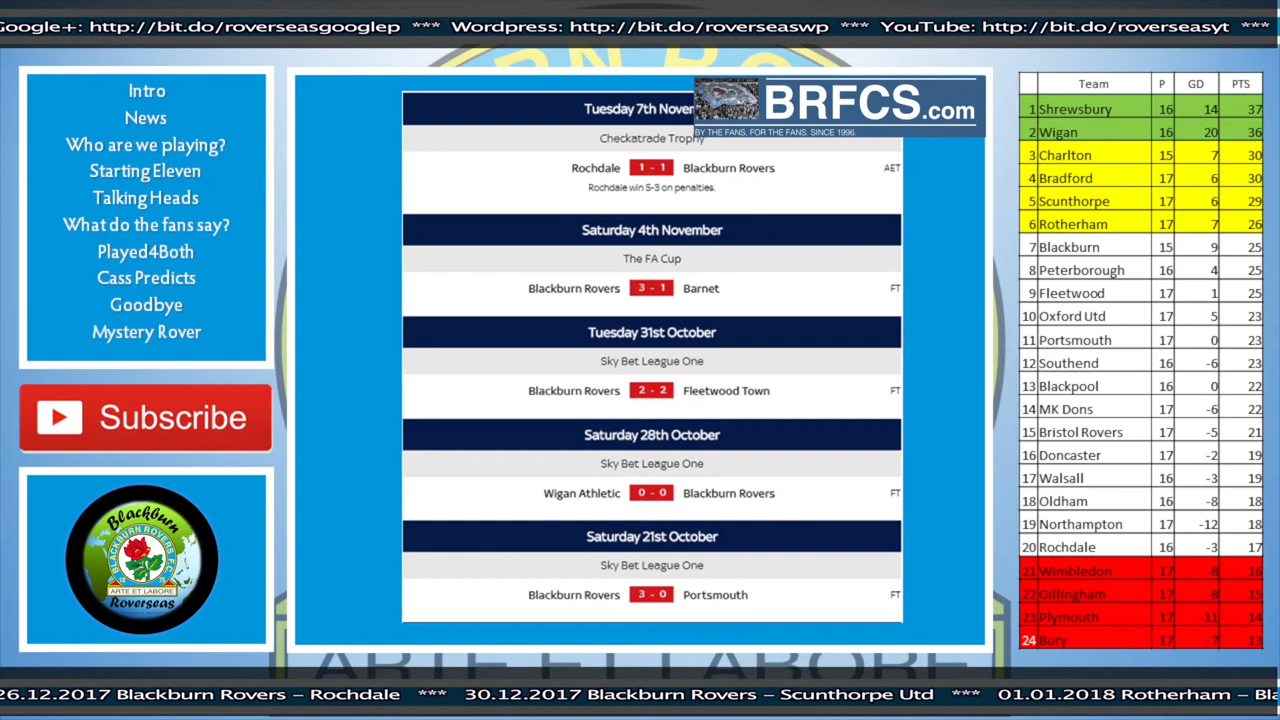 Google+: http://bit.do/roverseasgooglep *** Wordpress: http://bit.do/roverseaswp *** YouTube: http://bit.do/roverseasyt ***
Intro
News
Who are we playing?
Starting Eleven
Talking Heads
What do the fans say?
Played4Both
Cass Predicts
Goodbye
Mystery Rover
Subscribe
Blackburn
BLACKBURN ROVERS F.C.
18 75
ARTE ET LABORE
Roverseas
BRFCS.com
BY THE FANS, FOR THE FANS. SINCE 1996.
Tuesday 7th Novem
Checkatrade Trophy
Rochdale 1 - 1 Blackburn Rovers AET
Rochdale win 5-3 on penalties.
Saturday 4th November
The FA Cup
Blackburn Rovers 3 - 1 Barnet FT
Tuesday 31st October
Sky Bet League One
Blackburn Rovers 2 - 2 Fleetwood Town FT
Saturday 28th October
Sky Bet League One
Wigan Athletic 0 - 0 Blackburn Rovers FT
Saturday 21st October
Sky Bet League One
Blackburn Rovers 3 - 0 Portsmouth FT
Team P GD PTS
1 Shrewsbury 16 14 37
2 Wigan 16 20 36
3 Charlton 15 7 30
4 Bradford 17 6 30
5 Scunthorpe 17 6 29
6 Rotherham 17 7 26
7 Blackburn 15 9 25
8 Peterborough 16 4 25
9 Fleetwood 17 1 25
10 Oxford Utd 17 5 23
11 Portsmouth 17 0 23
12 Southend 16 -6 23
13 Blackpool 16 0 22
14 MK Dons 17 -6 22
15 Bristol Rovers 17 -5 21
16 Doncaster 17 -2 19
17 Walsall 16 -3 19
18 Oldham 16 -8 18
19 Northampton 17 -12 18
20 Rochdale 16 -3 17
21 Wimbledon 17 -8 16
22 Gillingham 17 -8 15
23 Plymouth 17 -11 14
24 Bury 17 -7 13
ARTE ET LABORE
26.12.2017 Blackburn Rovers – Rochdale *** 30.12.2017 Blackburn Rovers – Scunthorpe Utd *** 01.01.2018 Rotherham – Bla